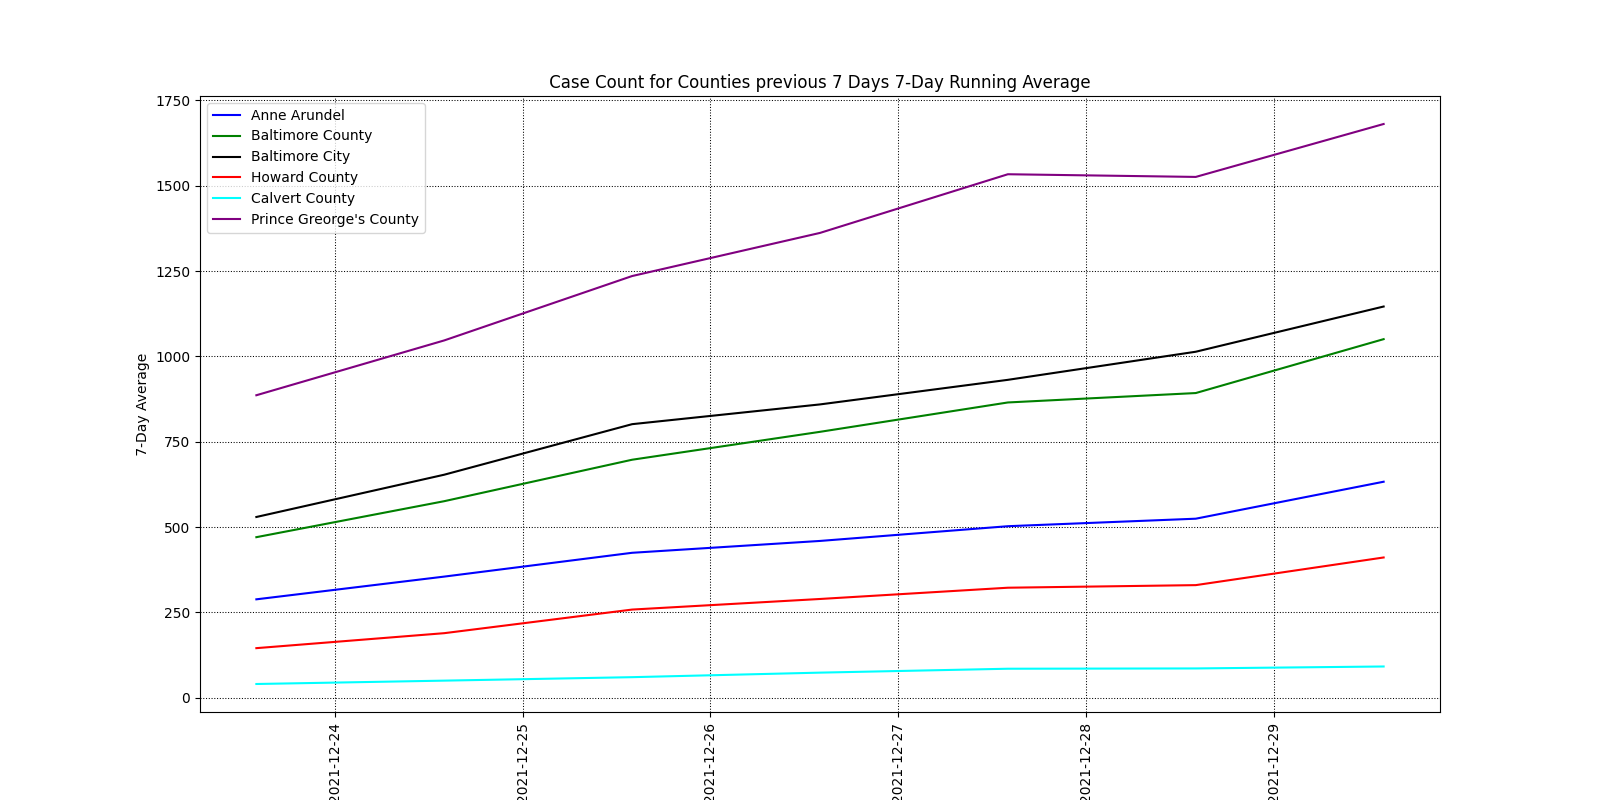 Case Count for Counties previous 7 Days 7-Day Running Average
Anne Arundel
Baltimore County
Baltimore City
Howard County
Calvert County
Prince Greorge's County
7-Day Average
1750
1500
1250
1000
750
500
250
0
2021-12-24
2021-12-25
2021-12-26
2021-12-27
2021-12-28
2021-12-29